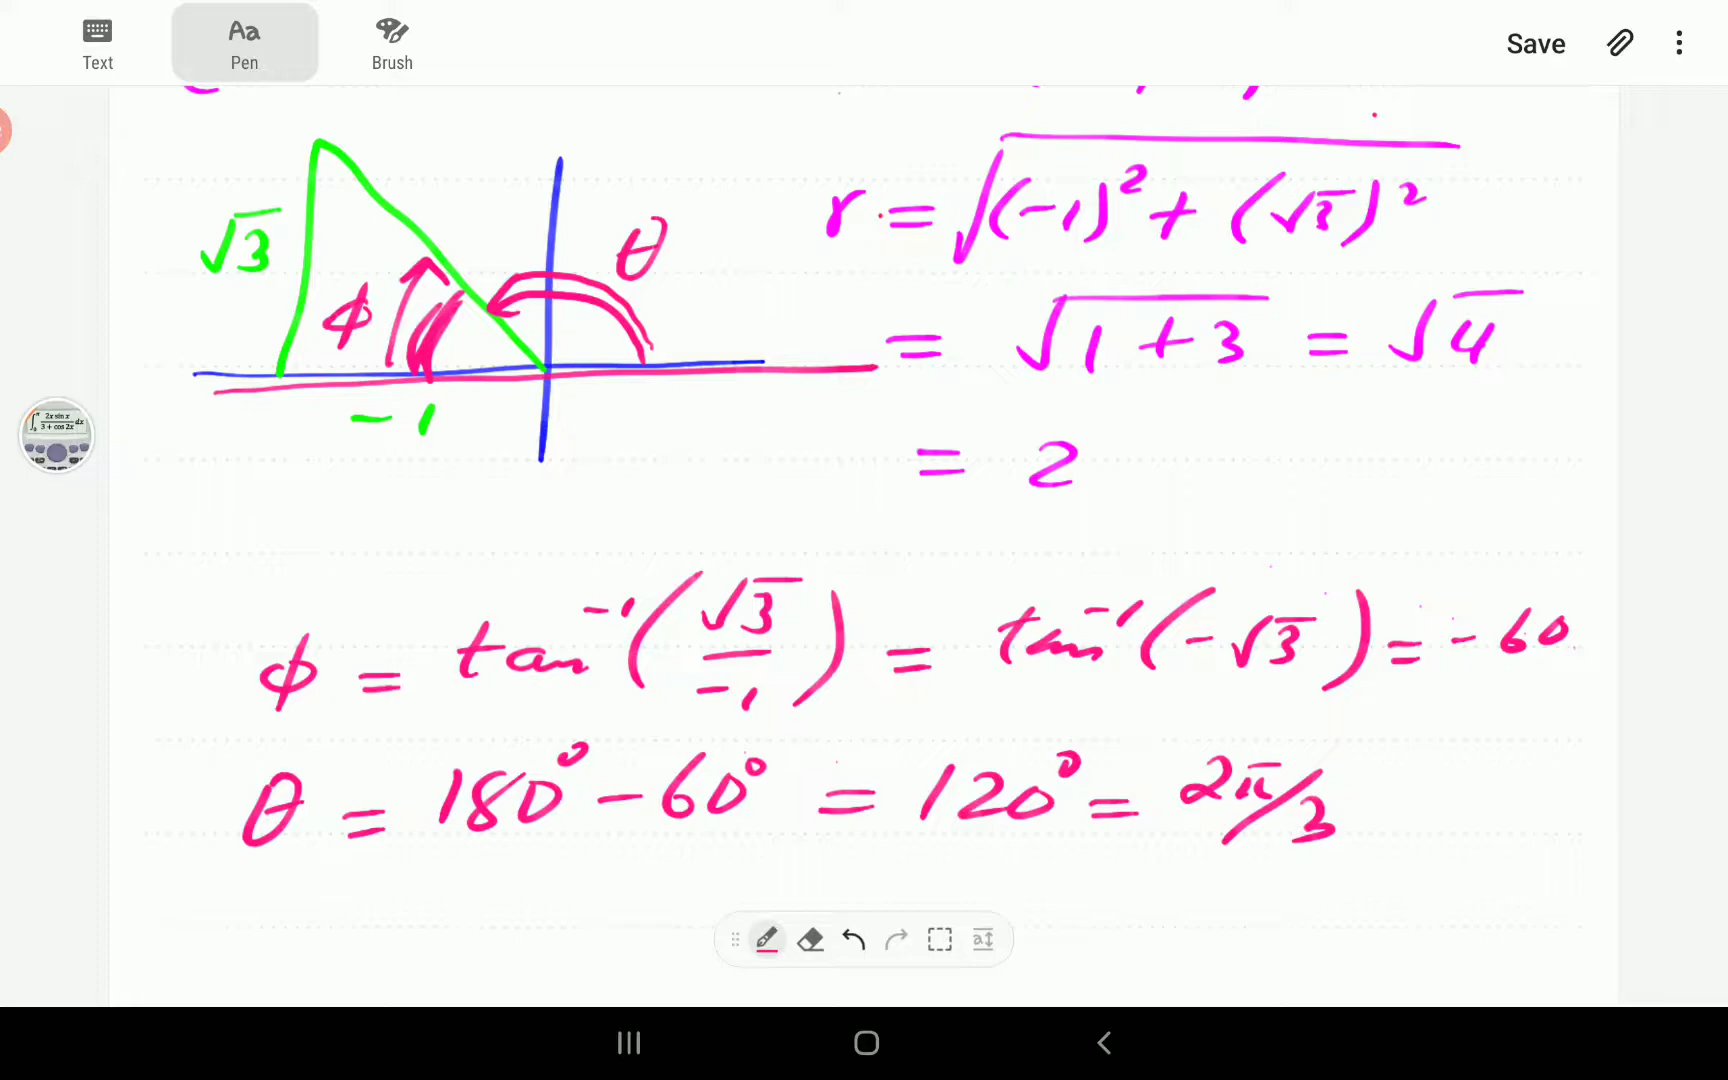 Text
Aa
Pen
Brush
Save
√3
ϕ
θ
-1
r = √((-1)² + (√3)²)
= √(1 + 3) = √4
= 2
ϕ = tan⁻¹(√3/-1) = tan⁻¹(-√3) = -60
θ = 180° - 60° = 120° = 2π/3